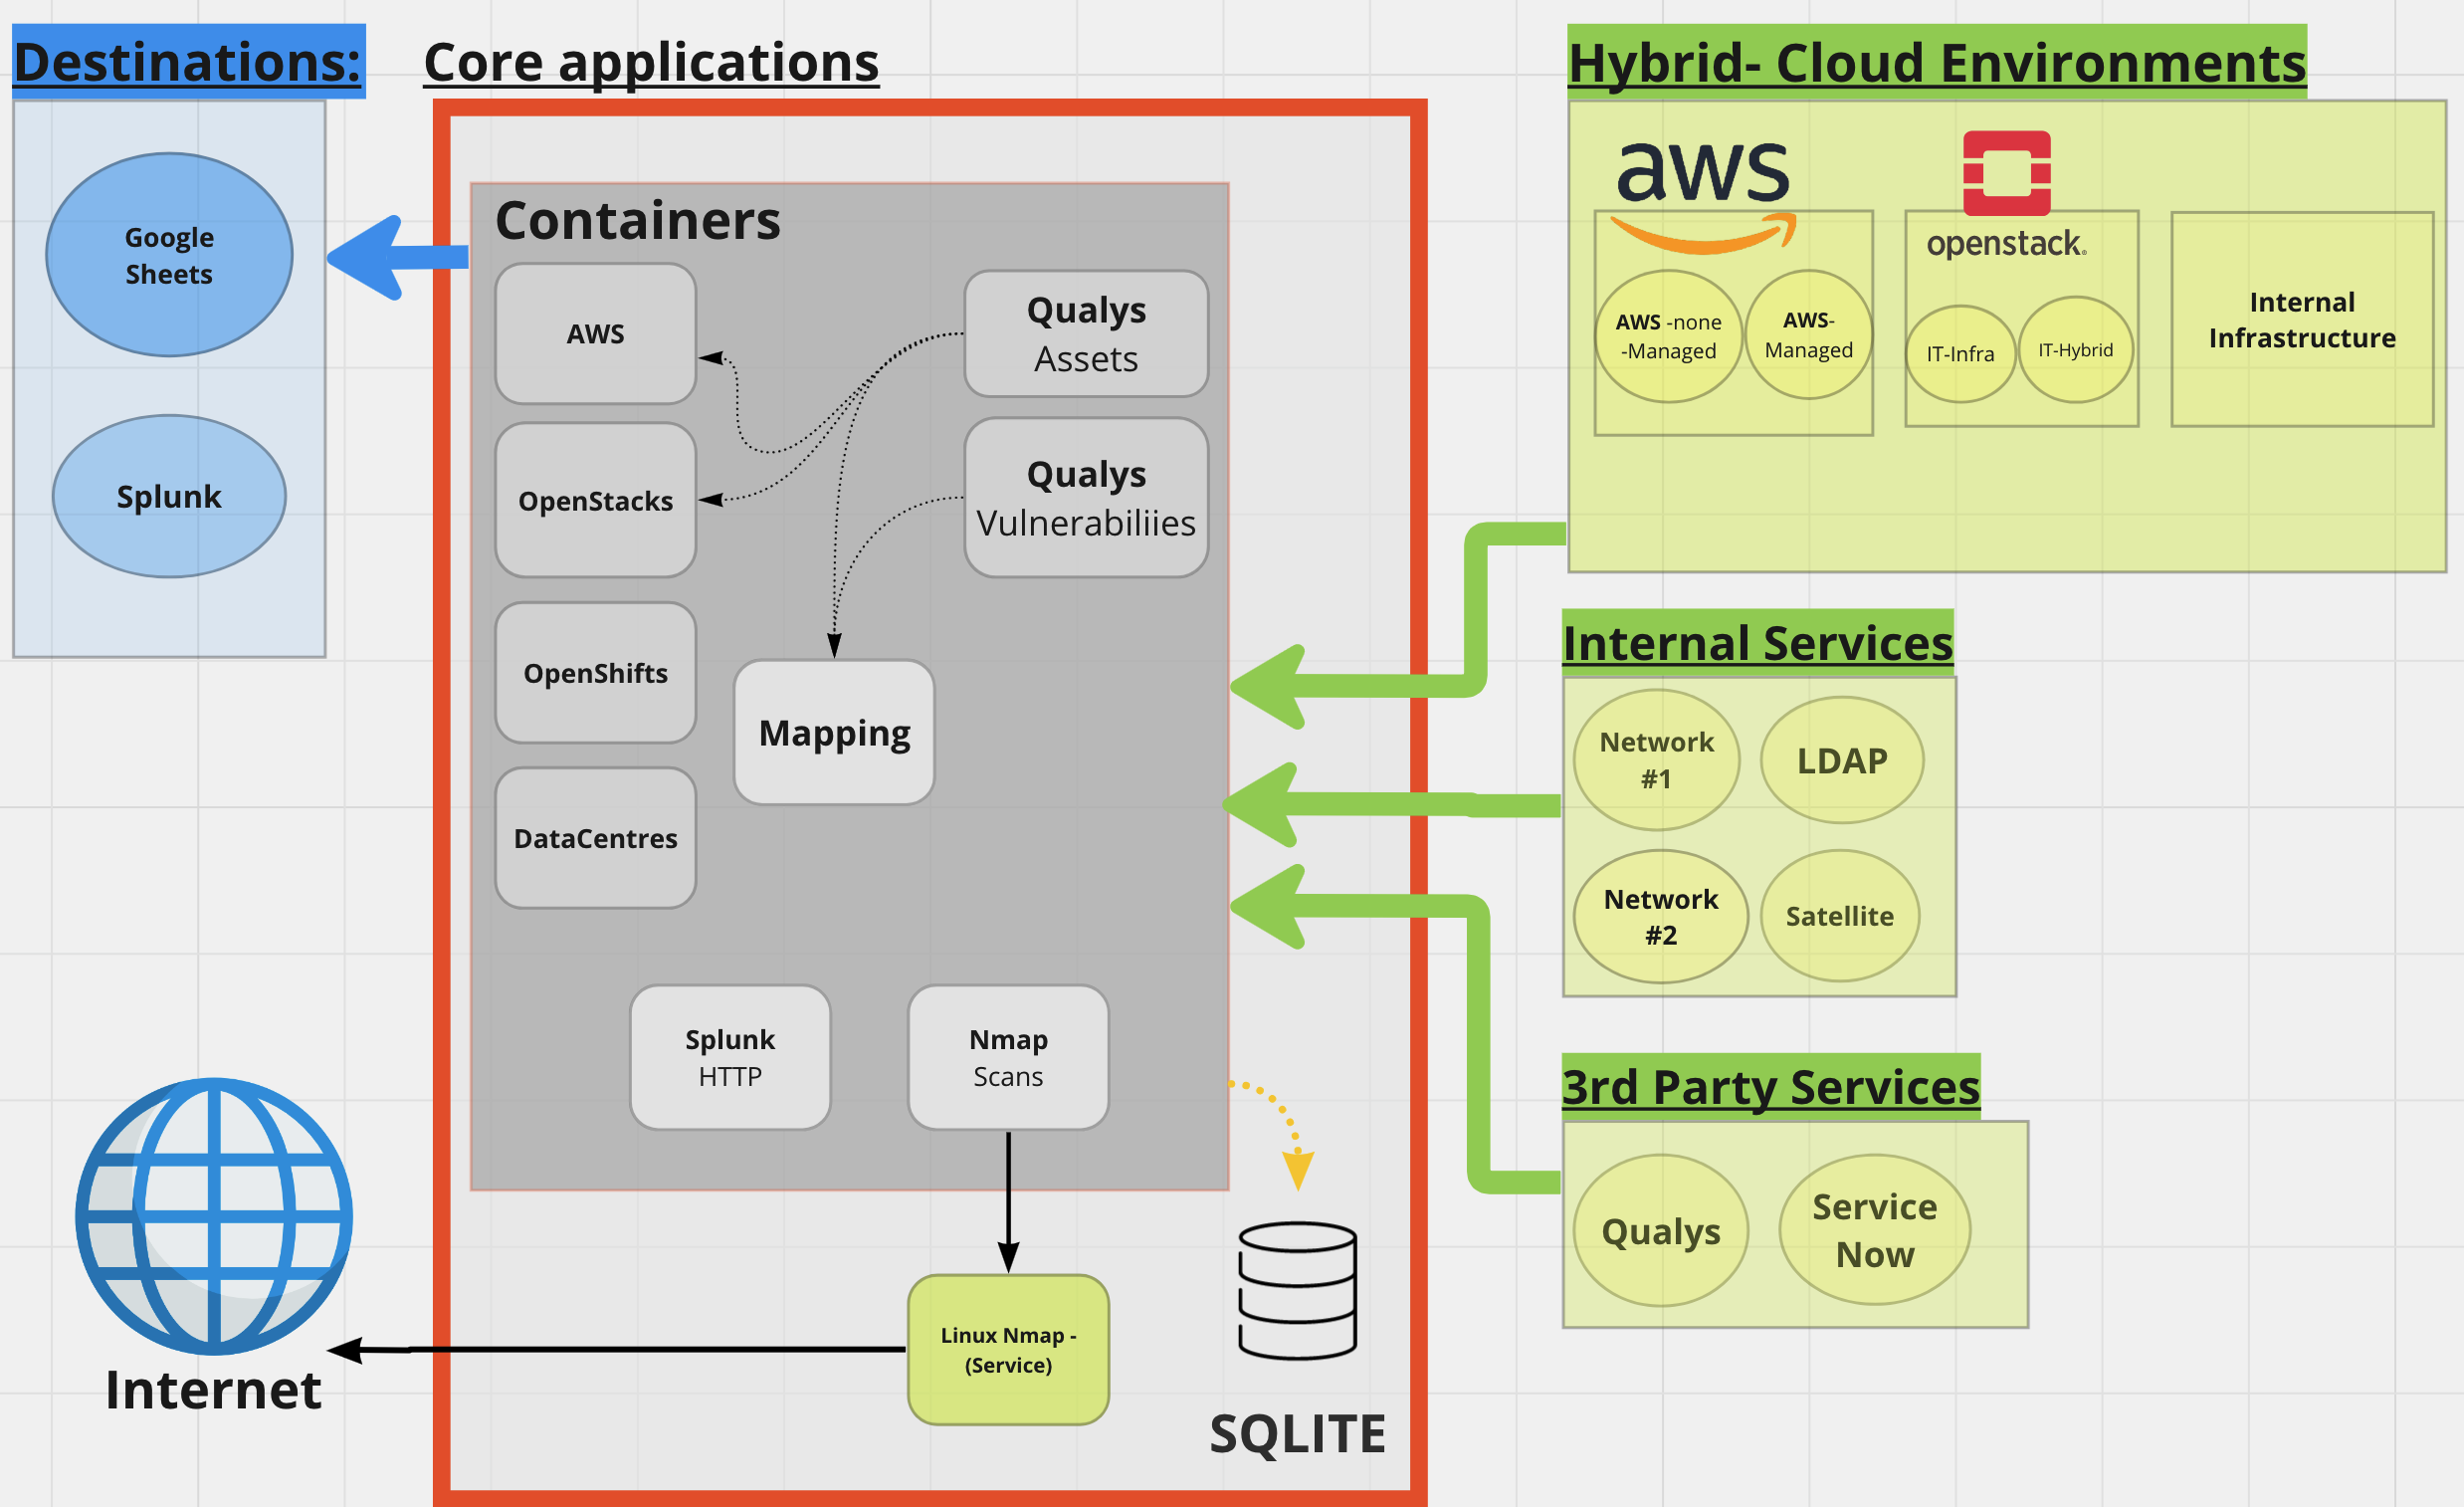 Destinations:
Google
Sheets
Splunk
Core applications
Containers
AWS
OpenStacks
OpenShifts
DataCentres
Qualys
Assets
Qualys
Vulnerabiliies
Mapping
Splunk
HTTP
Nmap
Scans
Linux Nmap -
(Service)
SQLITE
Internet
Hybrid- Cloud Environments
aws
AWS -none
-Managed
AWS-
Managed
openstack.
IT-Infra
IT-Hybrid
Internal
Infrastructure
Internal Services
Network
#1
LDAP
Network
#2
Satellite
3rd Party Services
Qualys
Service
Now